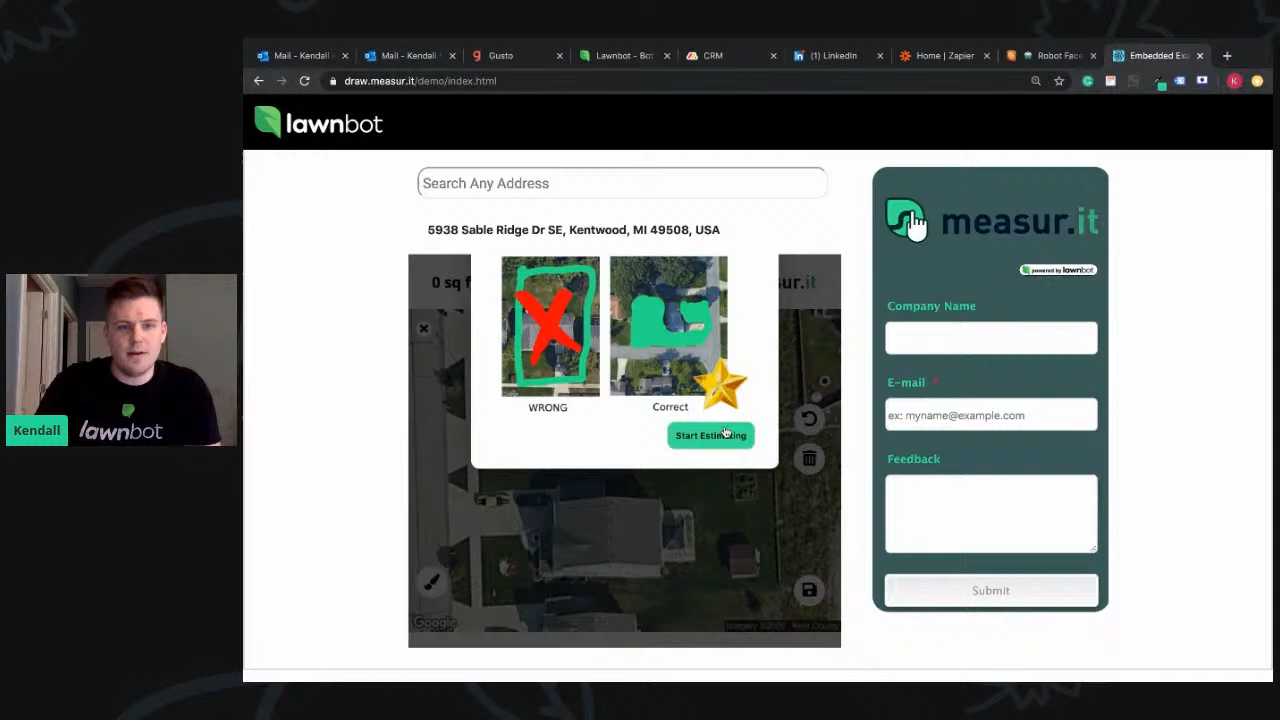 Mail - Kendall
Mail - Kendall
Gusto
Lawnbot - Bot
CRM
(1) LinkedIn
Home | Zapier
Robot Face
Embedded Exa
draw.measur.it/demo/index.html
lawnbot
Search Any Address
5938 Sable Ridge Dr SE, Kentwood, MI 49508, USA
0 sq f
sur.it
WRONG
Correct
Start Estimating
Google
measur.it
powered by lawnbot
Company Name
E-mail *
ex: myname@example.com
Feedback
Submit
Kendall
lawnbot